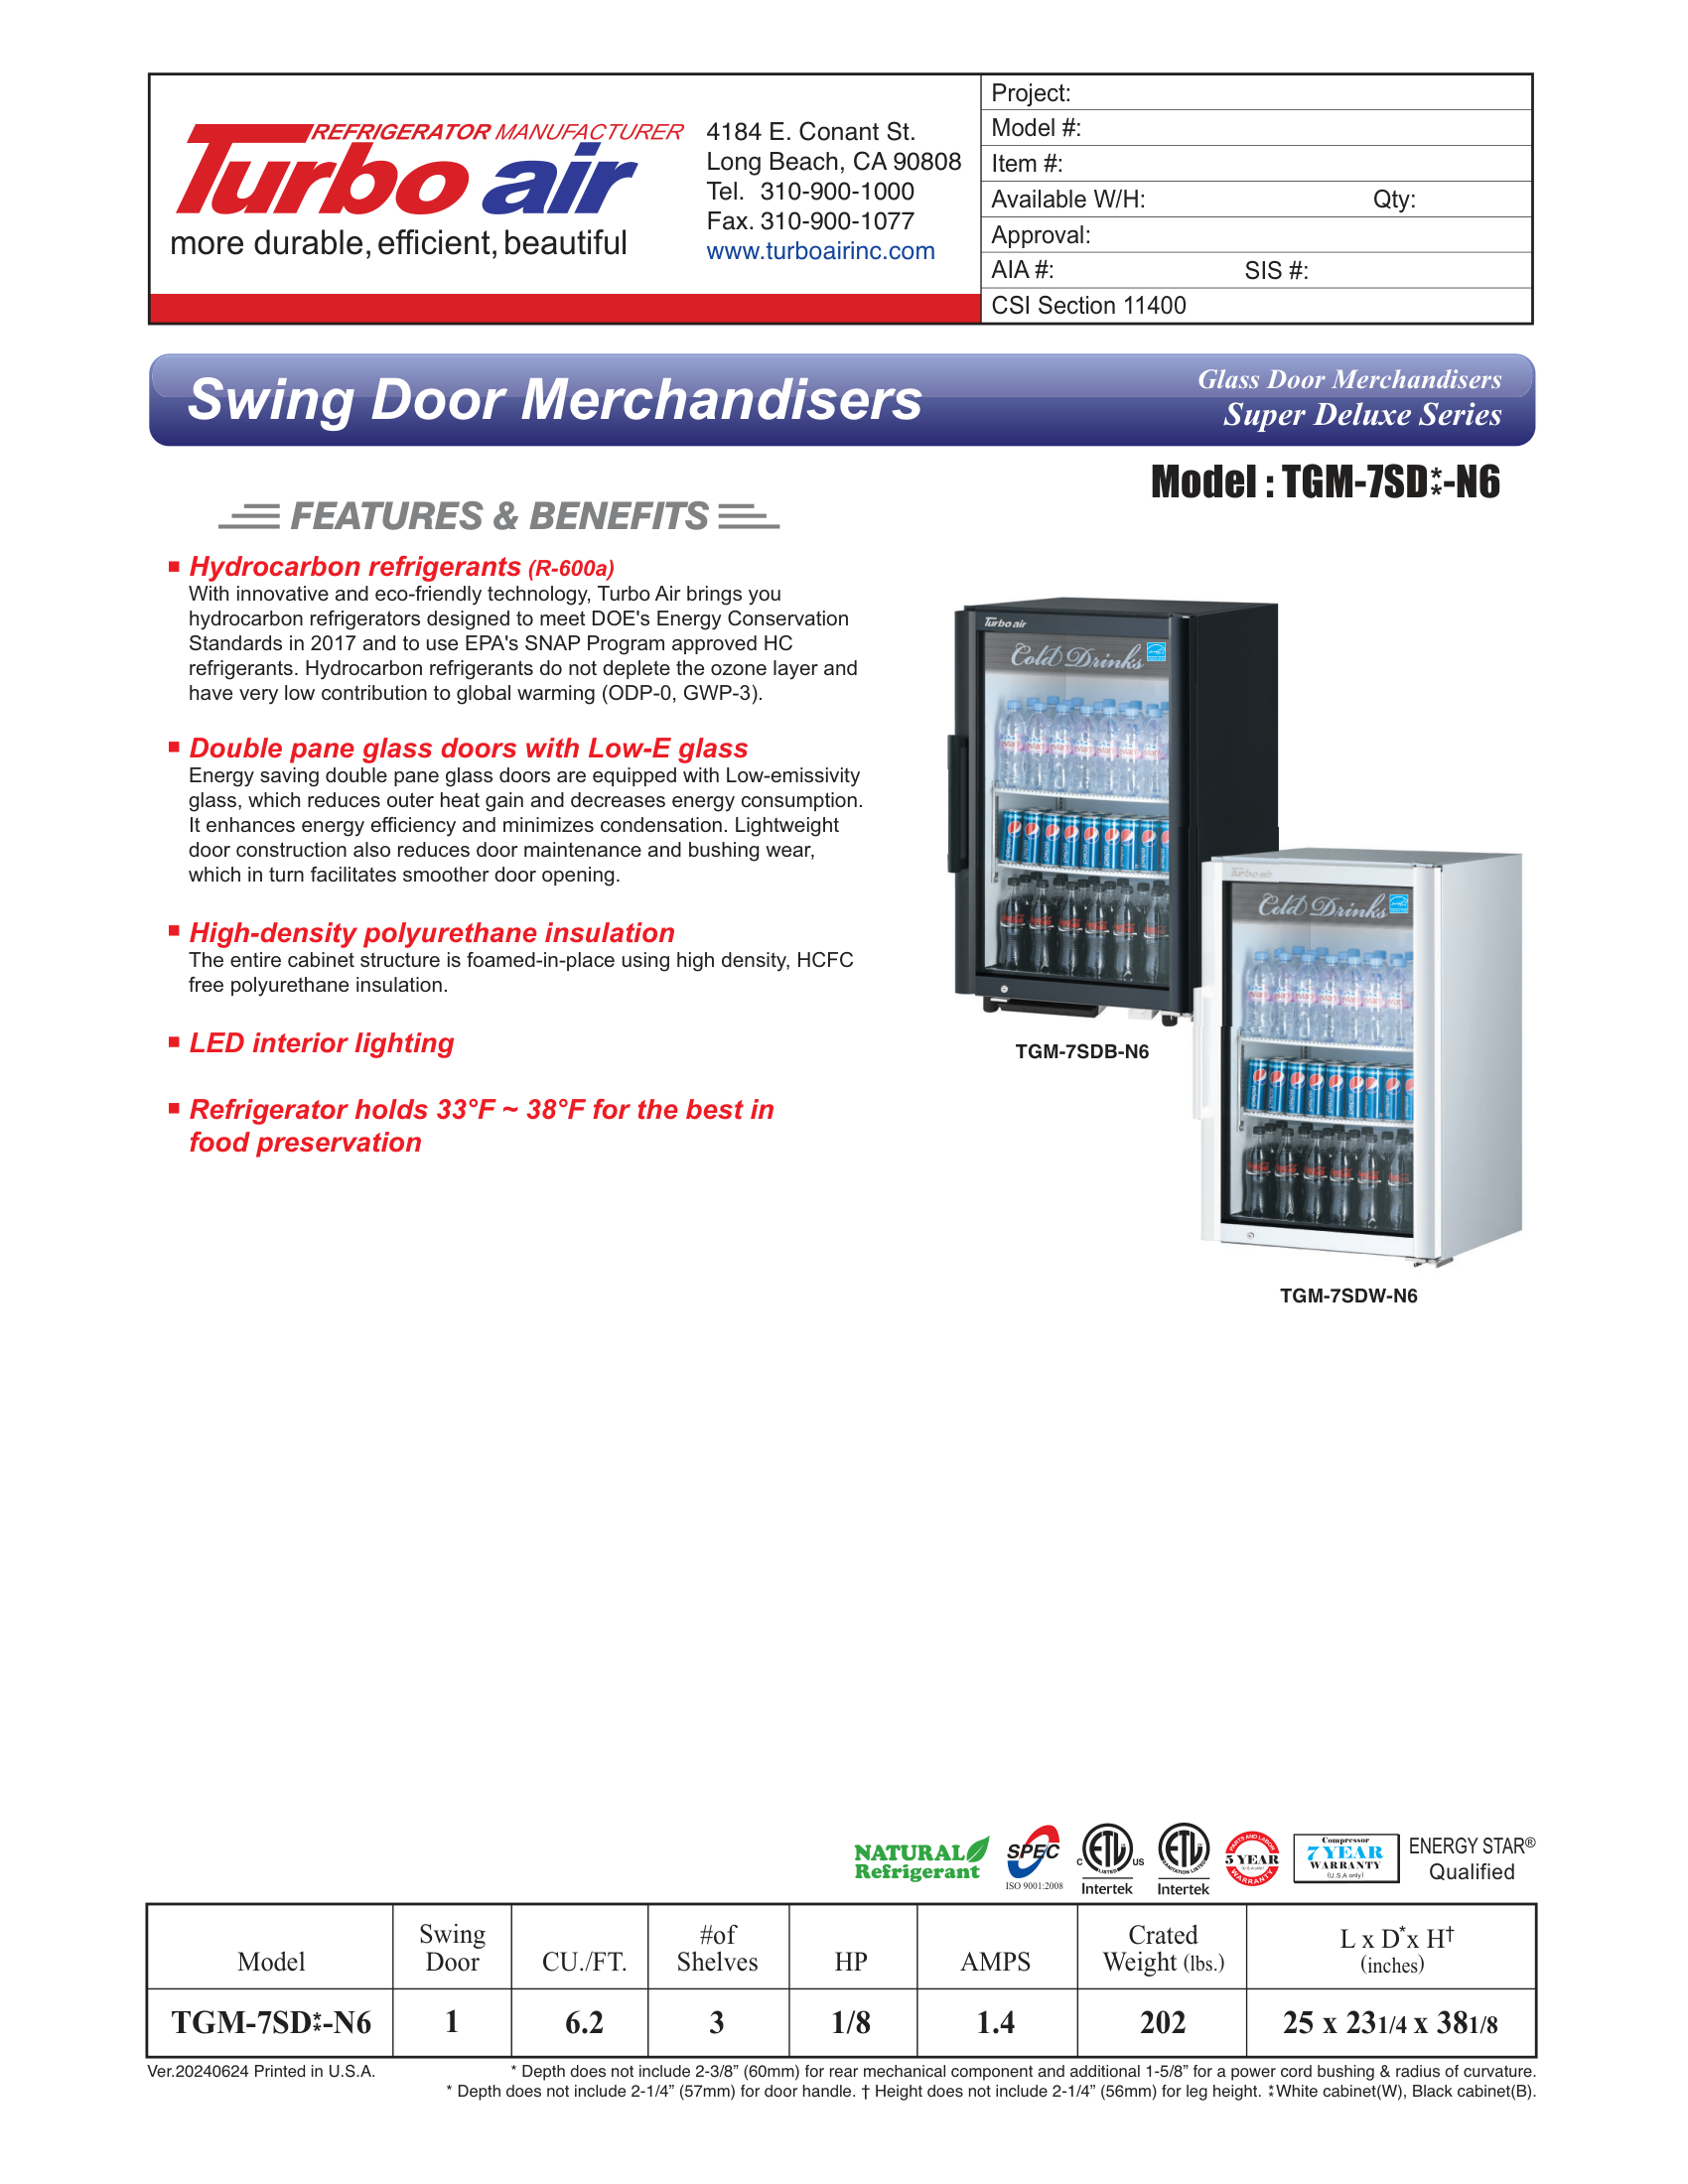 REFRIGERATOR MANUFACTURER
Turbo air
more durable, efficient, beautiful
4184 E. Conant St.
Long Beach, CA 90808
Tel. 310-900-1000
Fax. 310-900-1077
www.turboairinc.com
Project:
Model #:
Item #:
Available W/H: Qty:
Approval:
AIA #: SIS #:
CSI Section 11400
Swing Door Merchandisers
Glass Door Merchandisers
Super Deluxe Series
Model : TGM-7SD⁑-N6
FEATURES & BENEFITS
Hydrocarbon refrigerants (R-600a)
With innovative and eco-friendly technology, Turbo Air brings you
hydrocarbon refrigerators designed to meet DOE's Energy Conservation
Standards in 2017 and to use EPA's SNAP Program approved HC
refrigerants. Hydrocarbon refrigerants do not deplete the ozone layer and
have very low contribution to global warming (ODP-0, GWP-3).
Double pane glass doors with Low-E glass
Energy saving double pane glass doors are equipped with Low-emissivity
glass, which reduces outer heat gain and decreases energy consumption.
It enhances energy efficiency and minimizes condensation. Lightweight
door construction also reduces door maintenance and bushing wear,
which in turn facilitates smoother door opening.
High-density polyurethane insulation
The entire cabinet structure is foamed-in-place using high density, HCFC
free polyurethane insulation.
LED interior lighting
Refrigerator holds 33°F ~ 38°F for the best in
food preservation
Turbo air
Cold Drinks
TGM-7SDB-N6
Turbo air
Cold Drinks
TGM-7SDW-N6
NATURAL
Refrigerant
SPEC
ISO 9001:2008
C ETL US
LISTED
Intertek
ETL
SANITATION LISTED
Intertek
PARTS AND LABOR
5 YEAR
(U.S.A only)
WARRANTY
Compressor
7 YEAR
WARRANTY
(U.S.A only)
ENERGY STAR®
Qualified
Model Swing Door CU./FT. #of Shelves HP AMPS Crated Weight (lbs.) L x D* x H† (inches)
TGM-7SD⁑-N6 1 6.2 3 1/8 1.4 202 25 x 23 1/4 x 38 1/8
Ver.20240624 Printed in U.S.A.
* Depth does not include 2-3/8” (60mm) for rear mechanical component and additional 1-5/8” for a power cord bushing & radius of curvature.
* Depth does not include 2-1/4” (57mm) for door handle. † Height does not include 2-1/4” (56mm) for leg height. ⁑White cabinet(W), Black cabinet(B).